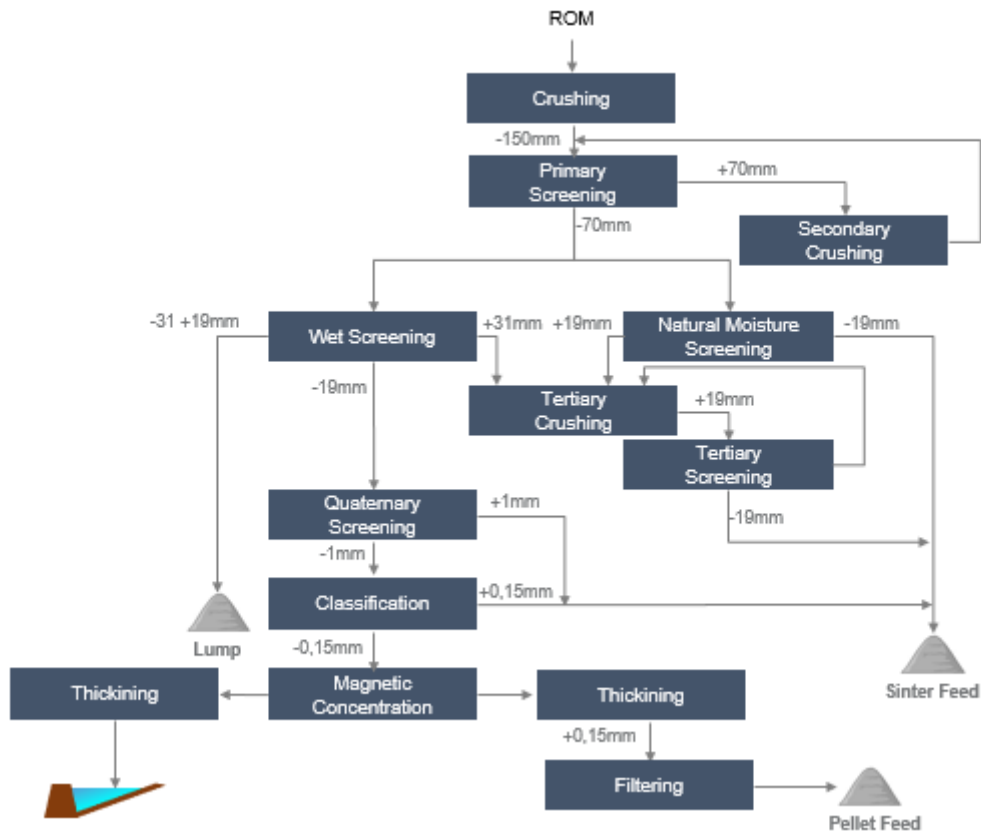 ROM
Crushing
-150mm
Primary
Screening
+70mm
Secondary
Crushing
-70mm
-31 +19mm
Wet Screening
+31mm
+19mm
Natural Moisture
Screening
-19mm
-19mm
Tertiary
Crushing
+19mm
Tertiary
Screening
-19mm
Quaternary
Screening
+1mm
-1mm
Classification
+0,15mm
Lump
-0,15mm
Sinter Feed
Thickining
Magnetic
Concentration
Thickining
+0,15mm
Filtering
Pellet Feed